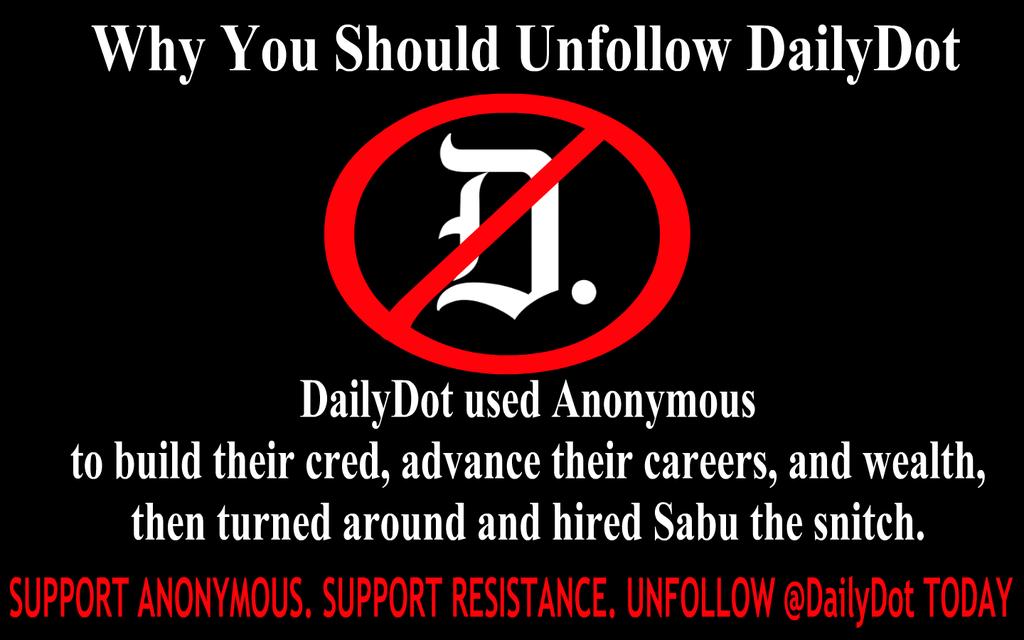 Why You Should Unfollow DailyDot
D.
DailyDot used Anonymous
to build their cred, advance their careers, and wealth,
then turned around and hired Sabu the snitch.
SUPPORT ANONYMOUS. SUPPORT RESISTANCE. UNFOLLOW @DailyDot TODAY